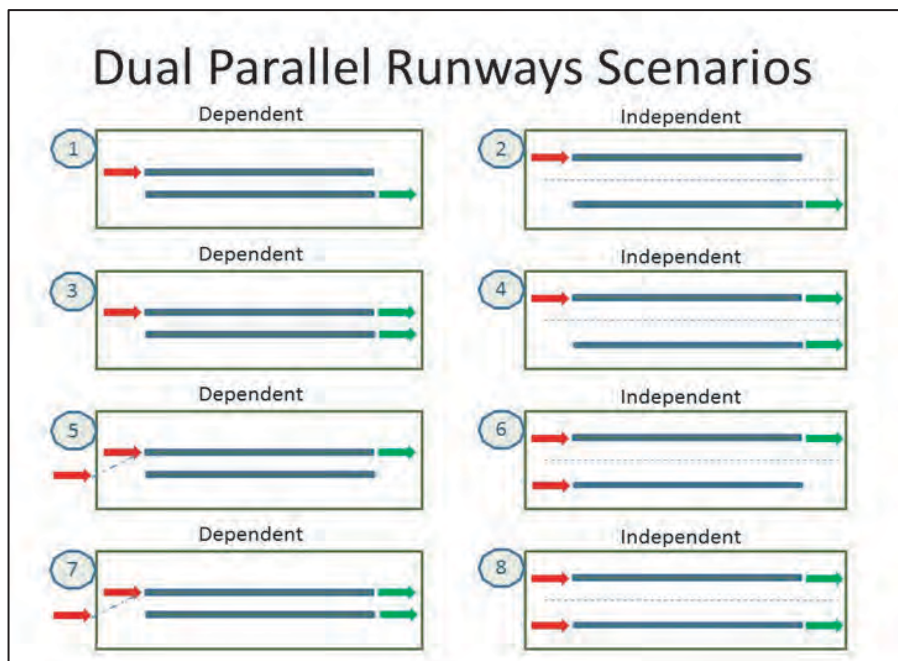 Dual Parallel Runways Scenarios
Dependent
Independent
1
2
Dependent
Independent
3
4
Dependent
Independent
5
6
Dependent
Independent
7
8